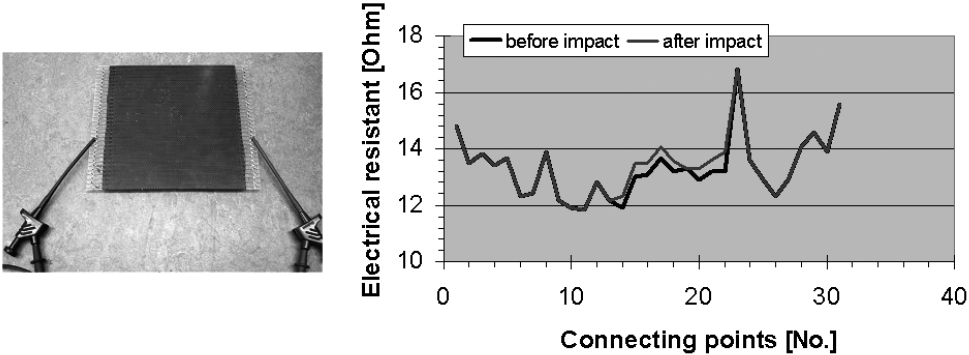 Electrical resistant [Ohm]
before impact after impact
18
16
14
12
10
0 10 20 30 40
Connecting points [No.]